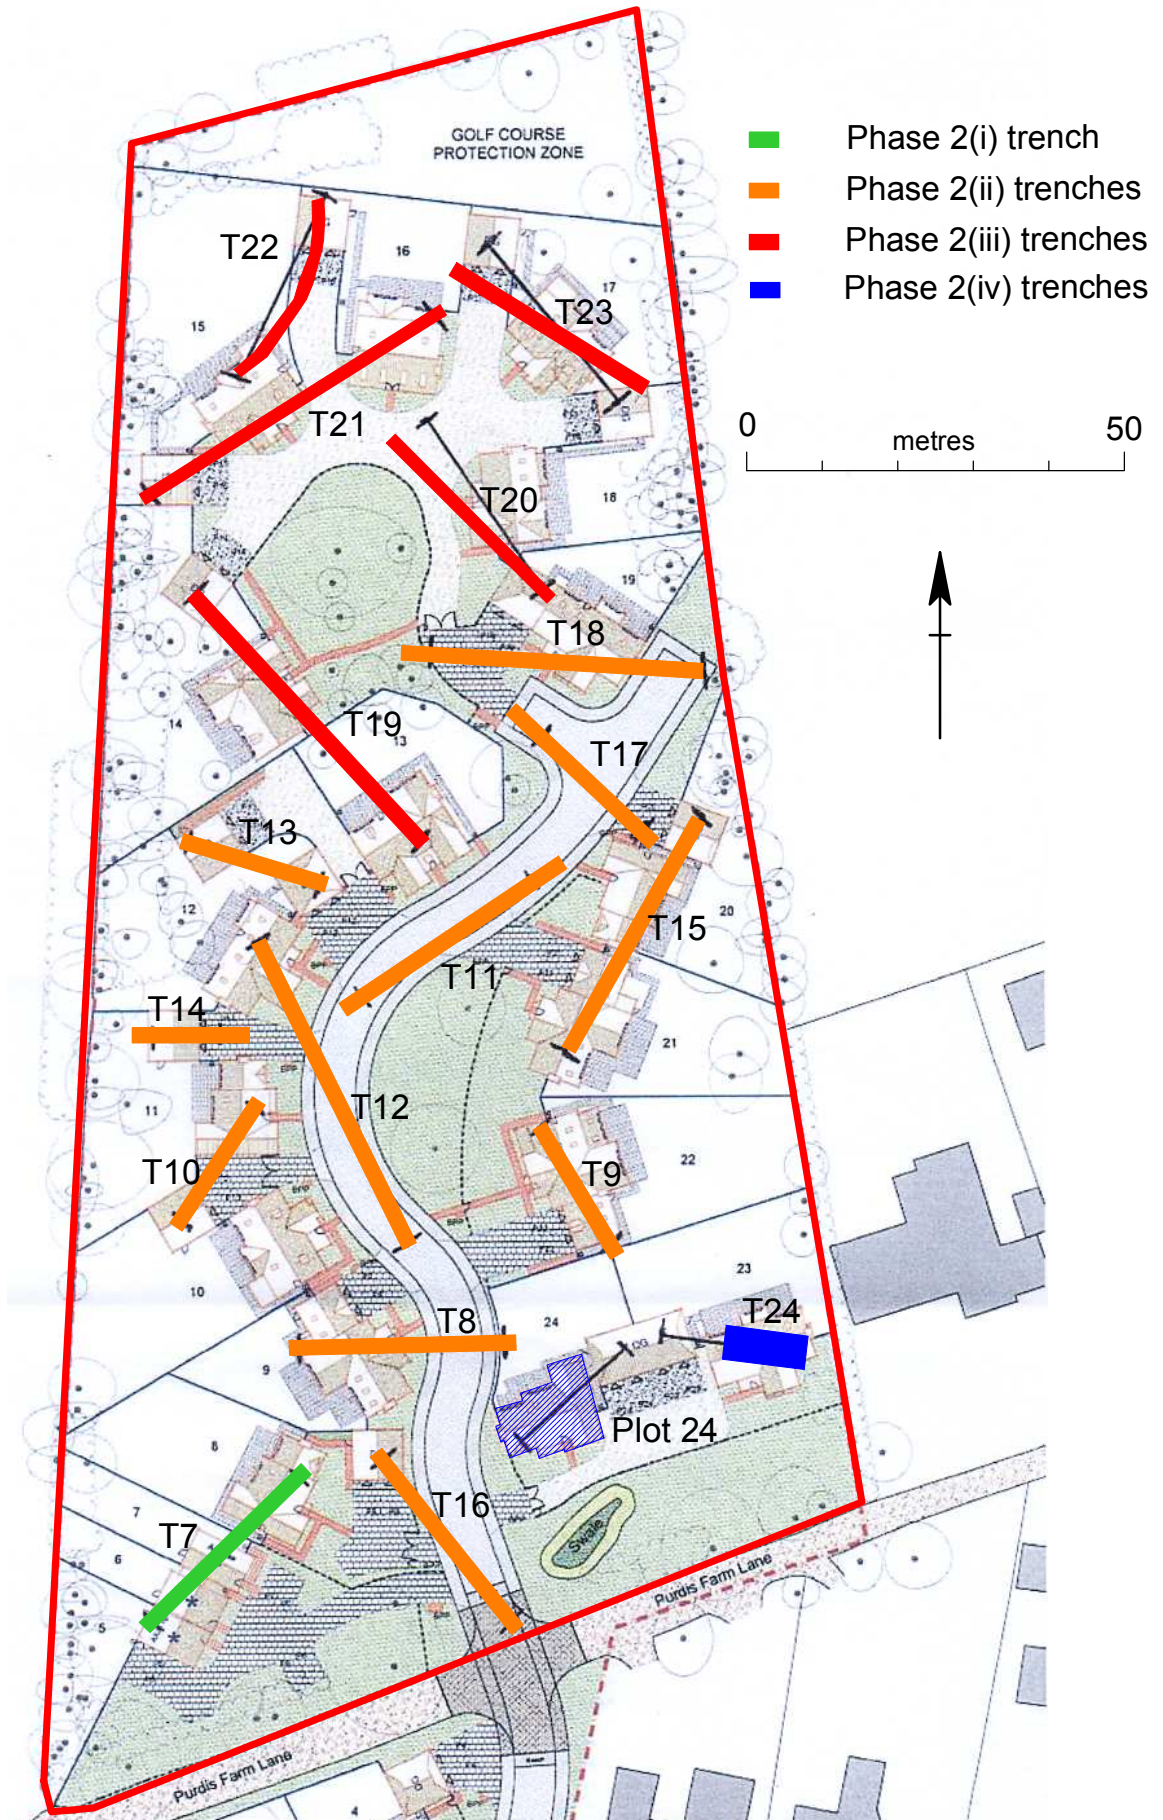 GOLF COURSE
PROTECTION ZONE
Phase 2(i) trench
Phase 2(ii) trenches
Phase 2(iii) trenches
Phase 2(iv) trenches
0
50
metres
T22
16
17
T23
15
T21
T20
18
19
T18
14
T19
13
T17
T13
12
T15
20
T11
T14
21
11
T12
T10
T9
22
10
23
24
T24
T8
DG
9
Plot 24
8
T16
7
T7
6
Swale
5
Purdis Farm Lane
Purdis Farm Lane
4